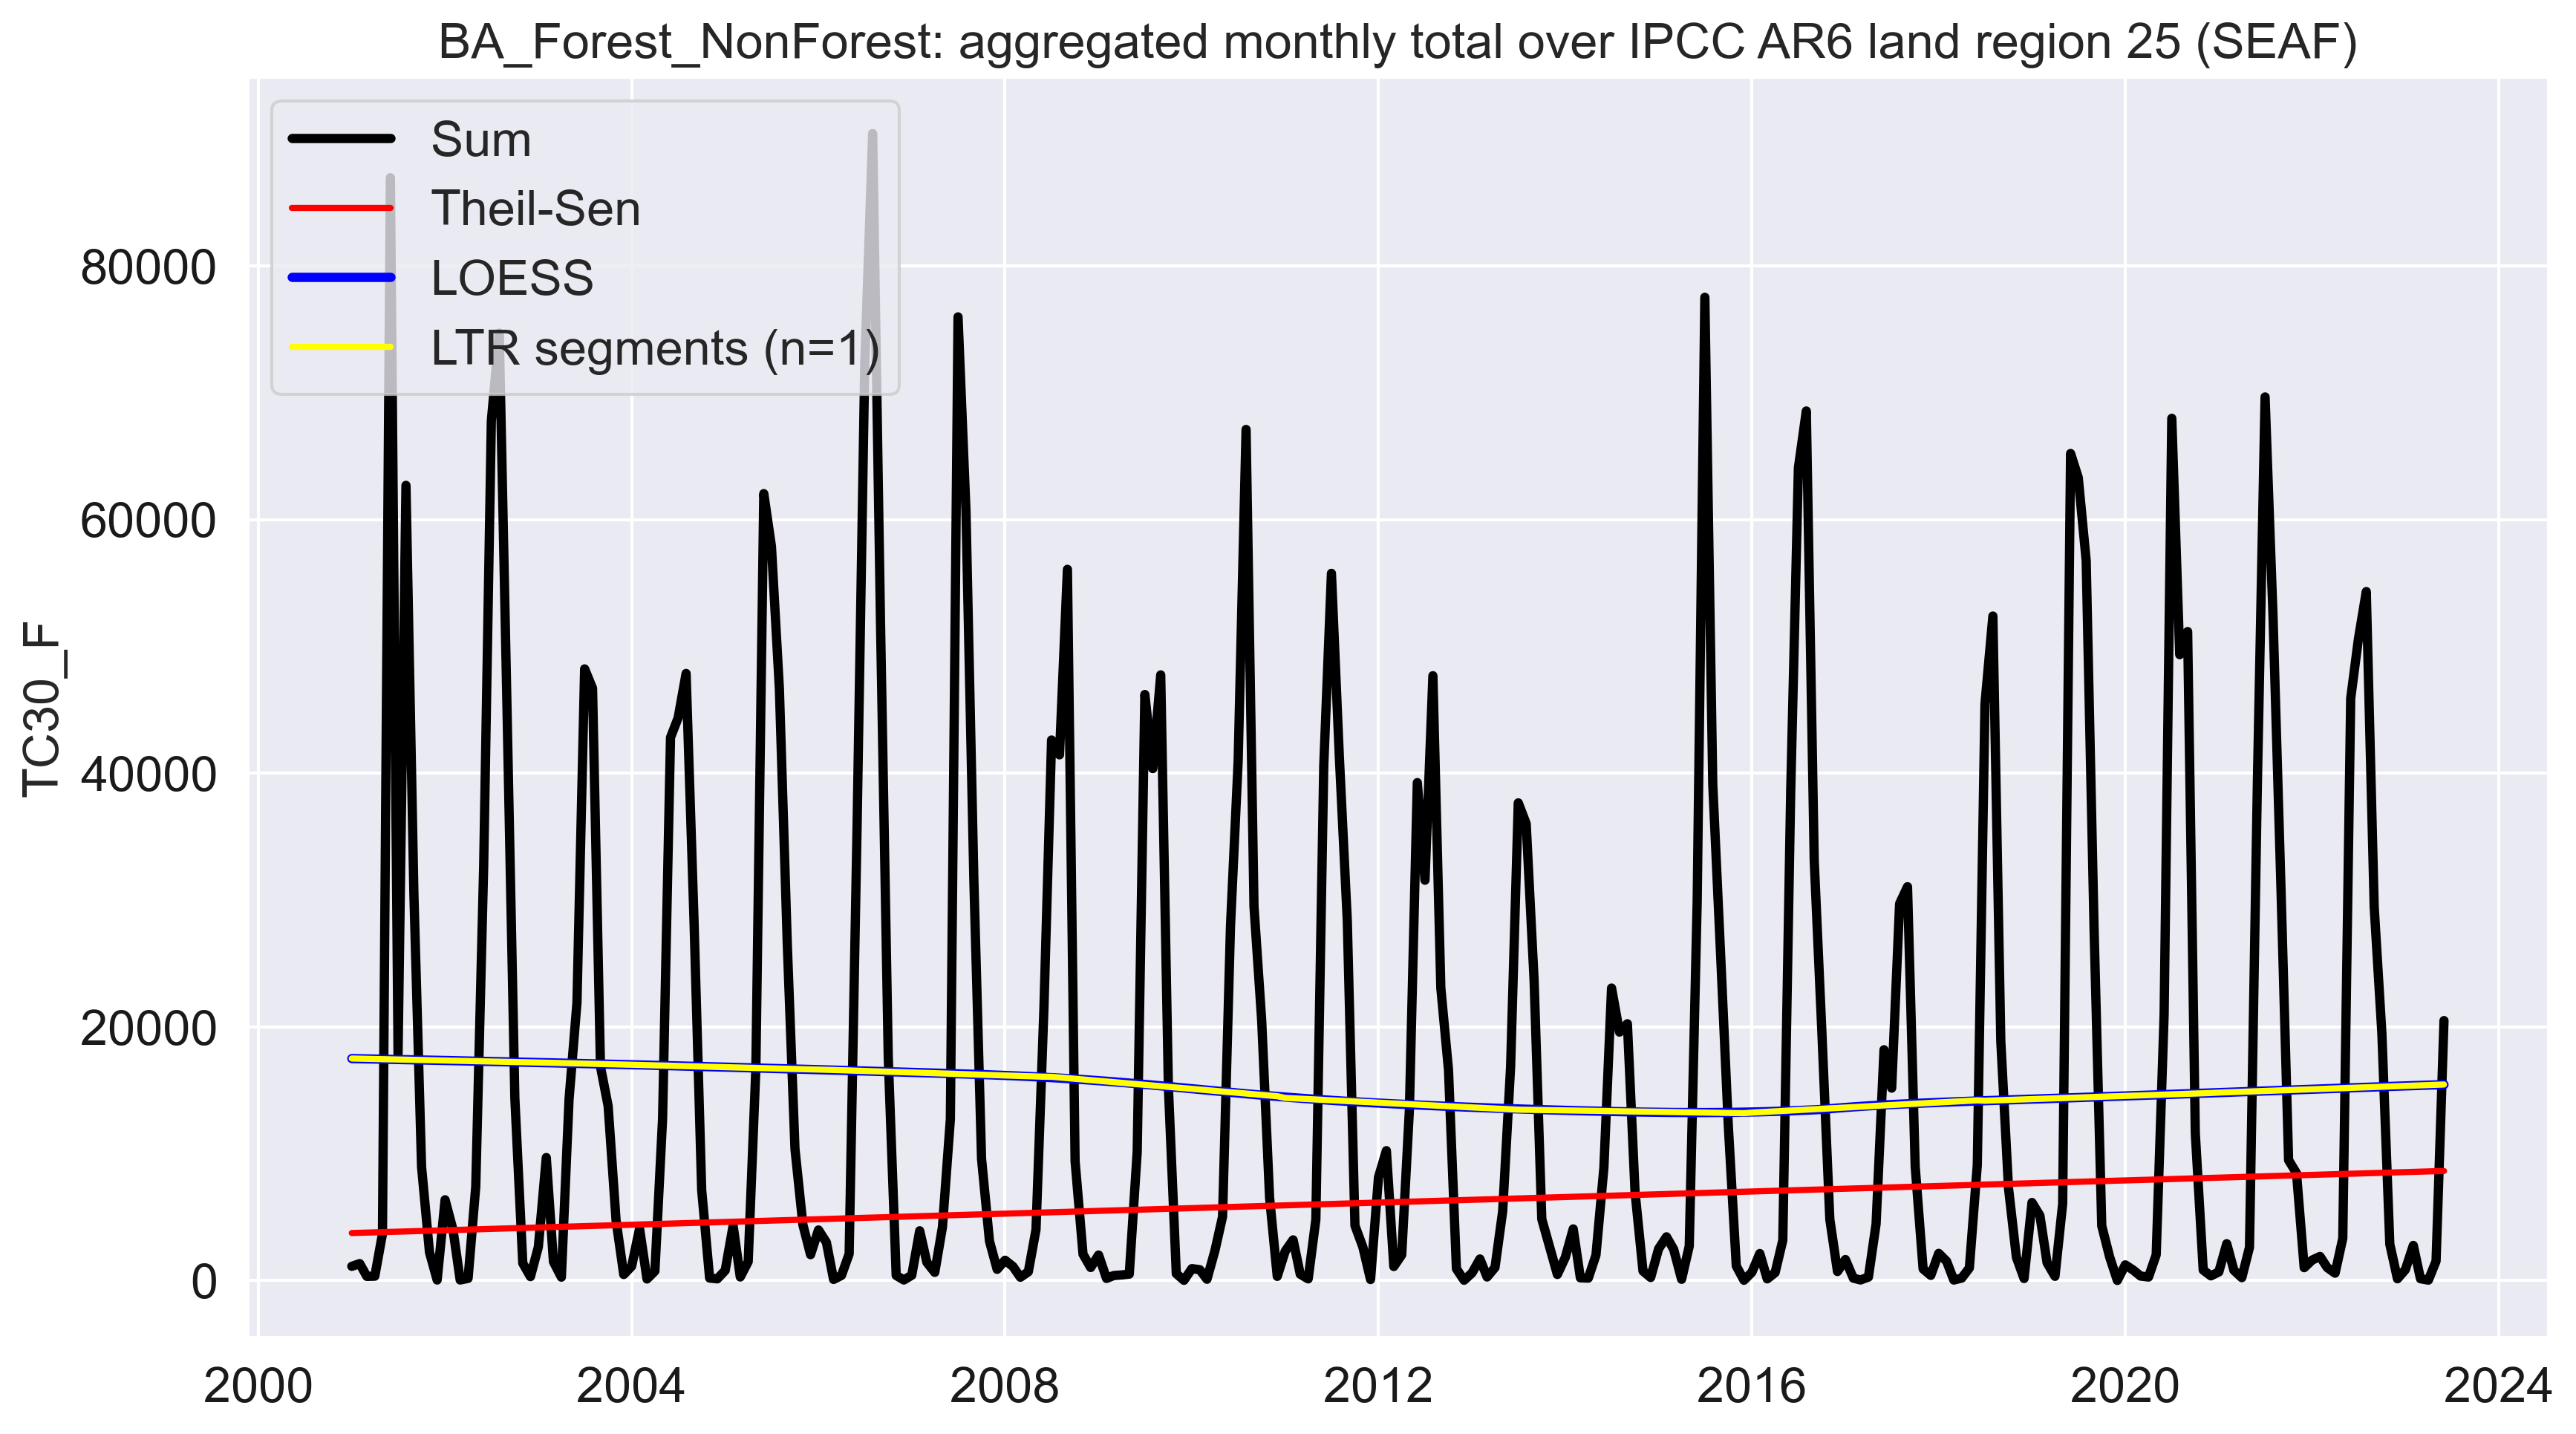 BA_Forest_NonForest: aggregated monthly total over IPCC AR6 land region 25 (SEAF)
Sum
Theil-Sen
LOESS
LTR segments (n=1)
80000
60000
40000
20000
0
TC30_F
2000 2004 2008 2012 2016 2020 2024